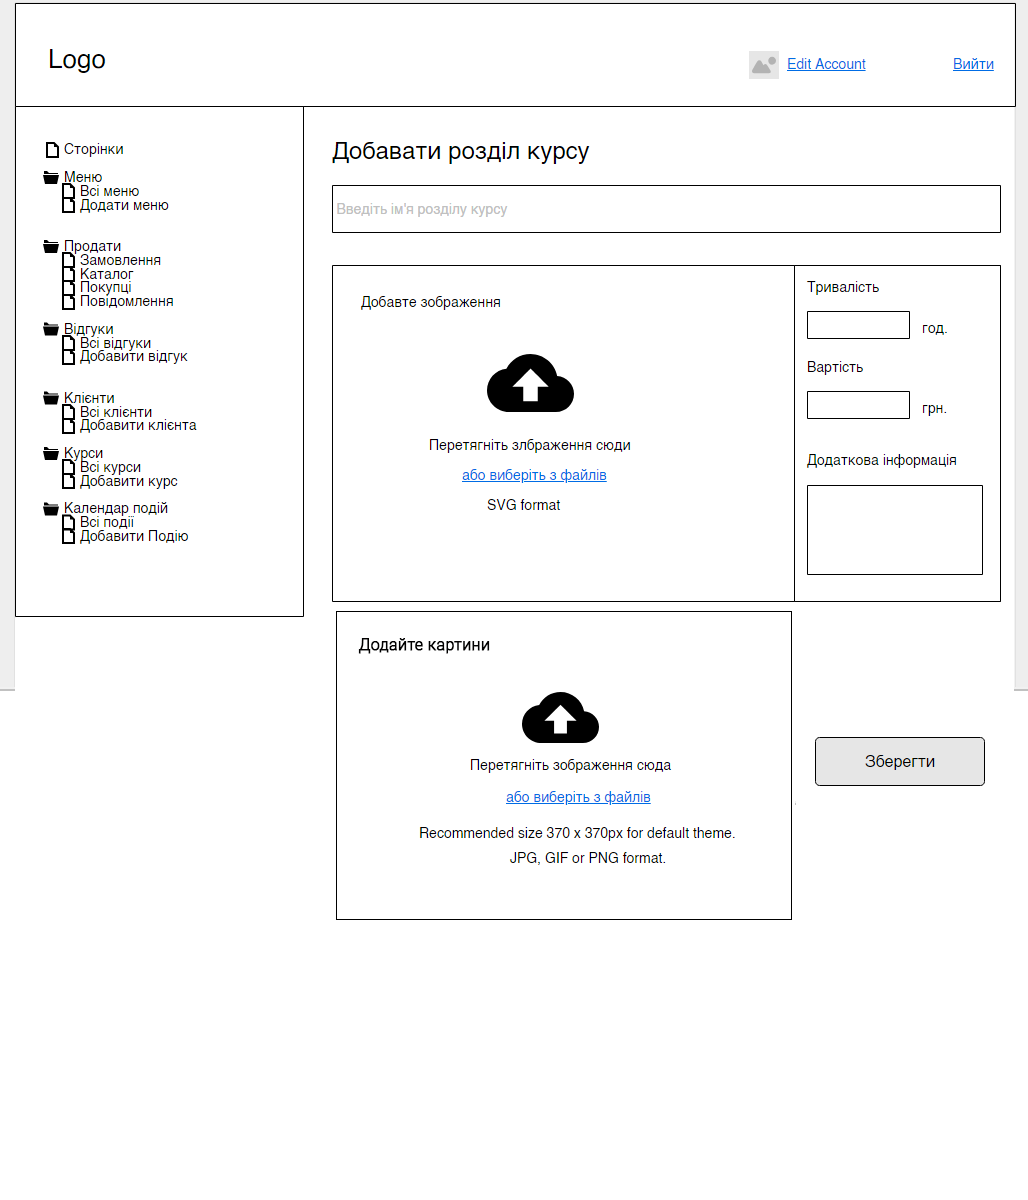 Logo
Edit Account
Вийти
Сторінки
Меню
Всі меню
Додати меню
Продати
Замовлення
Каталог
Покупці
Повідомлення
Відгуки
Всі відгуки
Добавити відгук
Клієнти
Всі клієнти
Добавити клієнта
Курси
Всі курси
Добавити курс
Календар подій
Всі події
Добавити Подію
Добавати розділ курсу
Введіть ім'я розділу курсу
Добавте зображення
Перетягніть злбраження сюди
або виберіть з файлів
SVG format
Тривалість
год.
Вартість
грн.
Додаткова інформація
Додайте картини
Перетягніть зображення сюда
або виберіть з файлів
Recommended size 370 x 370px for default theme.
JPG, GIF or PNG format.
Зберегти